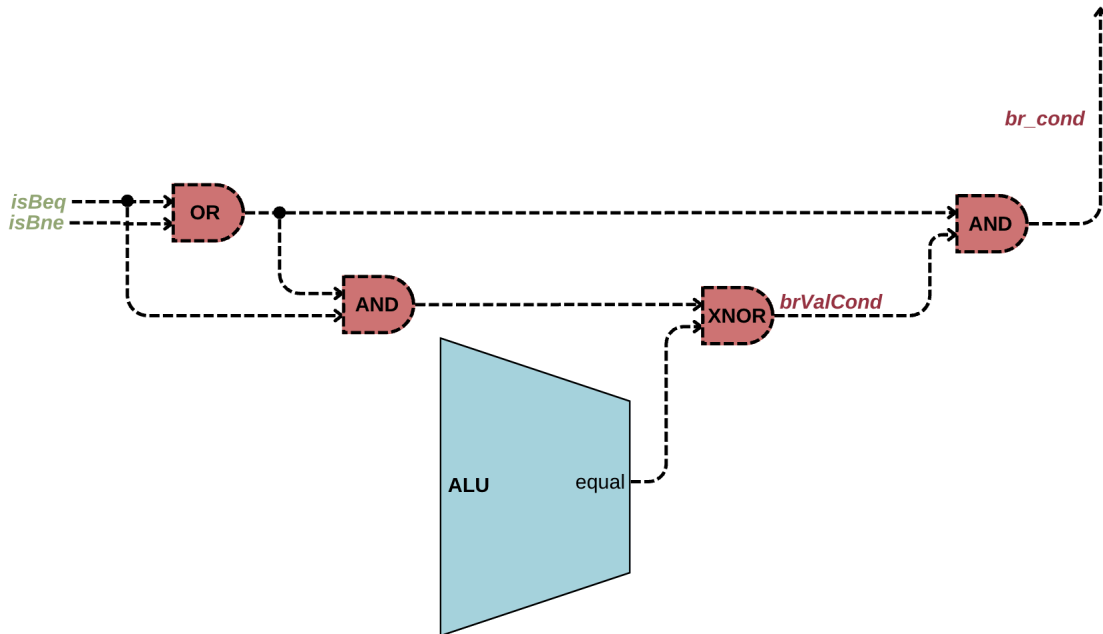 br_cond
isBeq
OR
isBne
AND
AND
brValCond
XNOR
ALU
equal